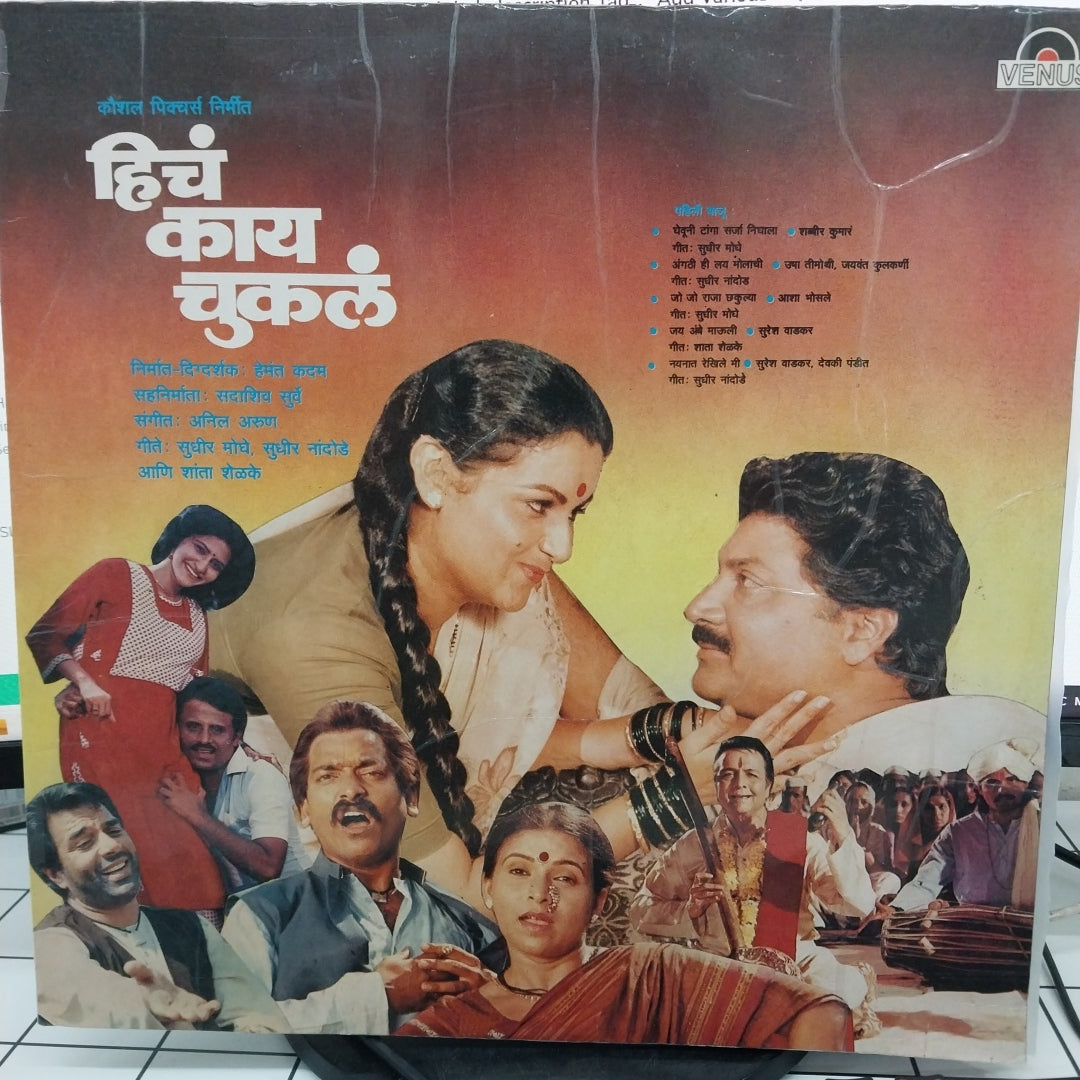 VENUS
कौशल पिक्चर्स निर्मीत
हिचं
काय
चुकलं
निर्माता-दिग्दर्शक: हेमंत कदम
सहनिर्माता: सदाशिव सुर्वे
संगीत: अनिल अरुण
गीते: सुधीर मोघे, सुधीर नांदोडे
आणि शांता शेळके
पहिली बाजू :
घेवूनी टांगा सर्जा निघाला • शब्बीर कुमार
गीत: सुधीर मोघे
अंगठी ही लय मोलाची • उषा तीमोथी, जयवंत कुलकर्णी
गीत: सुधीर नांदोड
जो जो राजा छकुल्या • आशा भोसले
गीत: सुधीर मोघे
जय अंबे माऊली • सुरेश वाडकर
गीत: शाता शेळके
नयनात रेखिले मी • सुरेश वाडकर, देवकी पंडीत
गीत: सुधीर नांदोडे